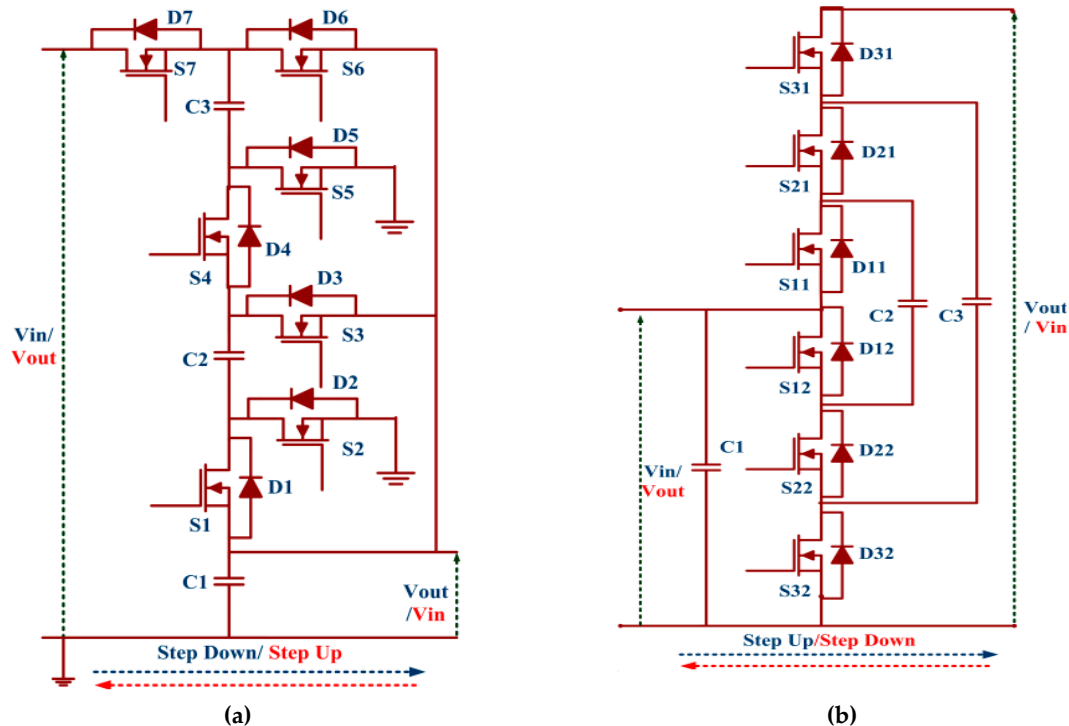 D7
D6
S7
S6
C3
D5
S5
D4
S4
D3
S3
Vin/
Vout
C2
D2
S2
D1
S1
C1
Vout
/Vin
Step Down/ Step Up
(a)
D31
S31
D21
S21
D11
S11
C2
C3
Vout
/ Vin
D12
S12
C1
D22
Vin/
Vout
S22
D32
S32
Step Up/Step Down
(b)